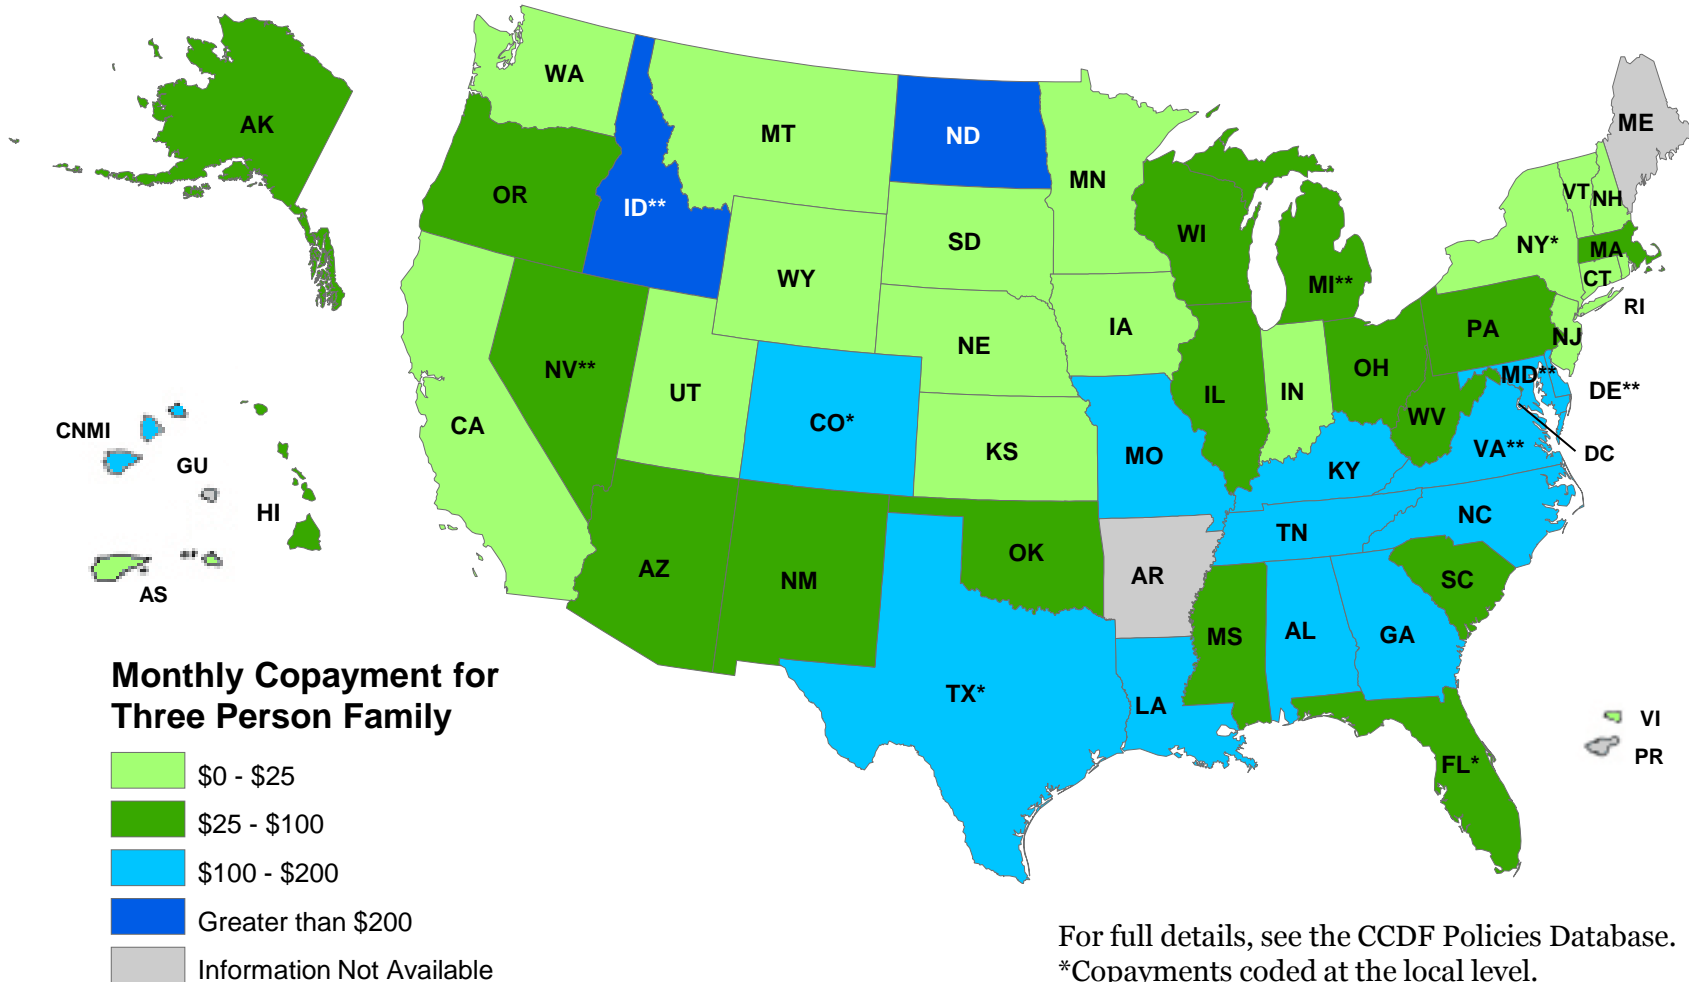 WA
AK
MT
ND
ME
MN
OR
VT
NH
ID**
WI
SD
NY*
MA
WY
MI**
CT
RI
IA
PA
NJ
NE
NV**
OH
MD**
UT
IN
DE**
IL
CO*
CA
WV
CNMI
KS
MO
VA**
DC
GU
KY
HI
NC
TN
OK
AZ
NM
AR
SC
AS
MS
AL
GA
Monthly Copayment for
Three Person Family
TX*
LA
VI
PR
FL*
$0 - $25
$25 - $100
$100 - $200
Greater than $200
Information Not Available
For full details, see the CCDF Policies Database.
*Copayments coded at the local level.